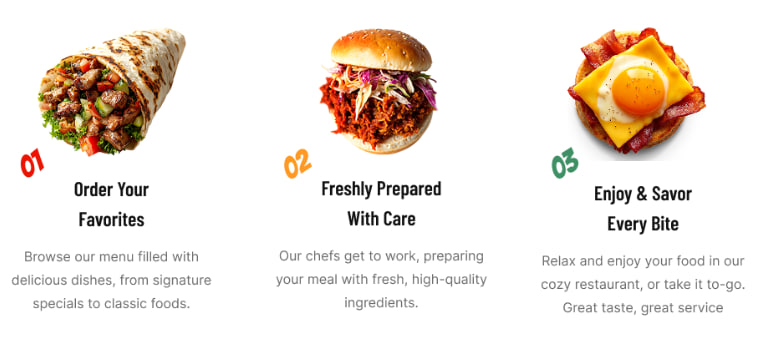 01
Order Your
Favorites
Browse our menu filled with
delicious dishes, from signature
specials to classic foods.
02
Freshly Prepared
With Care
Our chefs get to work, preparing
your meal with fresh, high-quality
ingredients.
03
Enjoy & Savor
Every Bite
Relax and enjoy your food in our
cozy restaurant, or take it to-go.
Great taste, great service